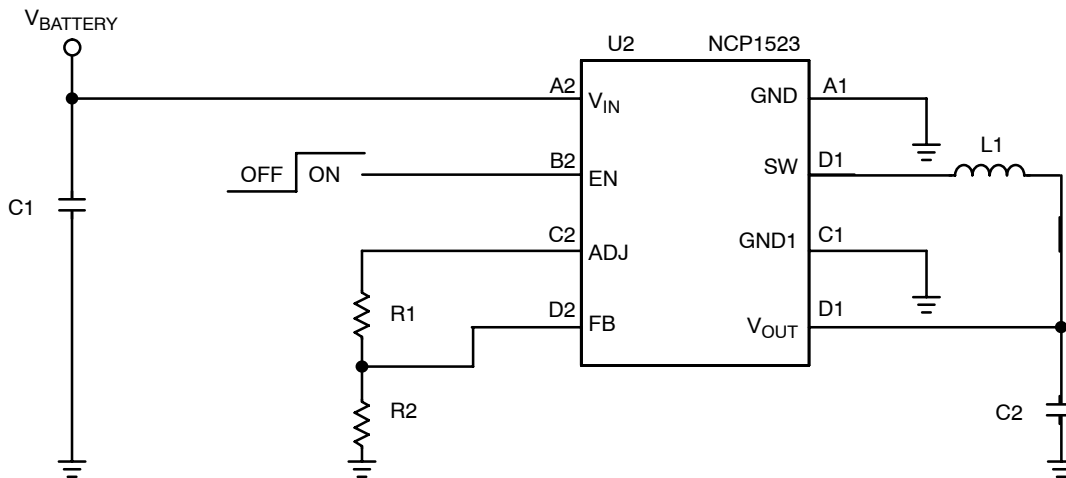 VBATTERY
U2 NCP1523
A2 VIN GND A1
L1
OFF ON B2 EN SW D1
C1
C2 ADJ GND1 C1
R1 D2 FB VOUT D1
R2 C2